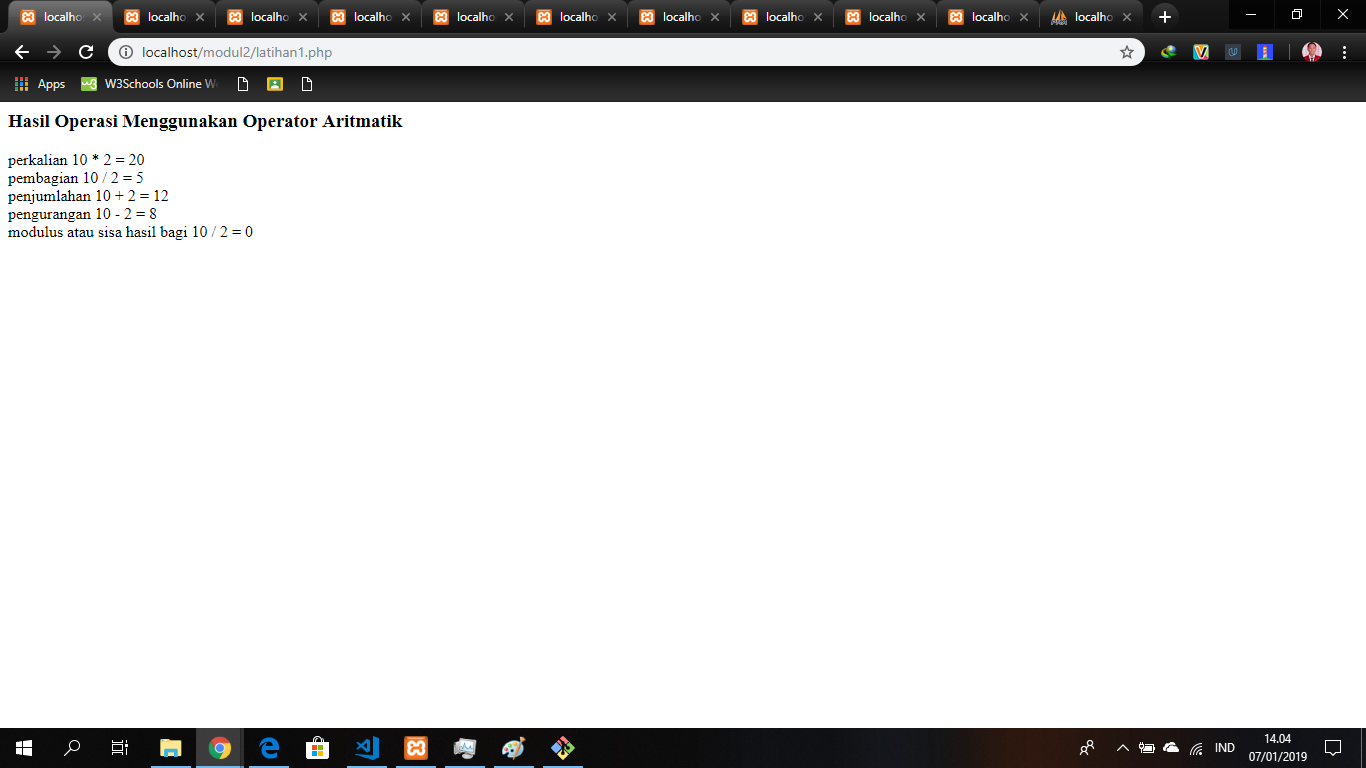 localho localho localho localho localho localho localho localho localho localho localho
localhost/modul2/latihan1.php
Apps W3Schools Online We
Hasil Operasi Menggunakan Operator Aritmatik
perkalian 10 * 2 = 20
pembagian 10 / 2 = 5
penjumlahan 10 + 2 = 12
pengurangan 10 - 2 = 8
modulus atau sisa hasil bagi 10 / 2 = 0
IND
14.04
07/01/2019